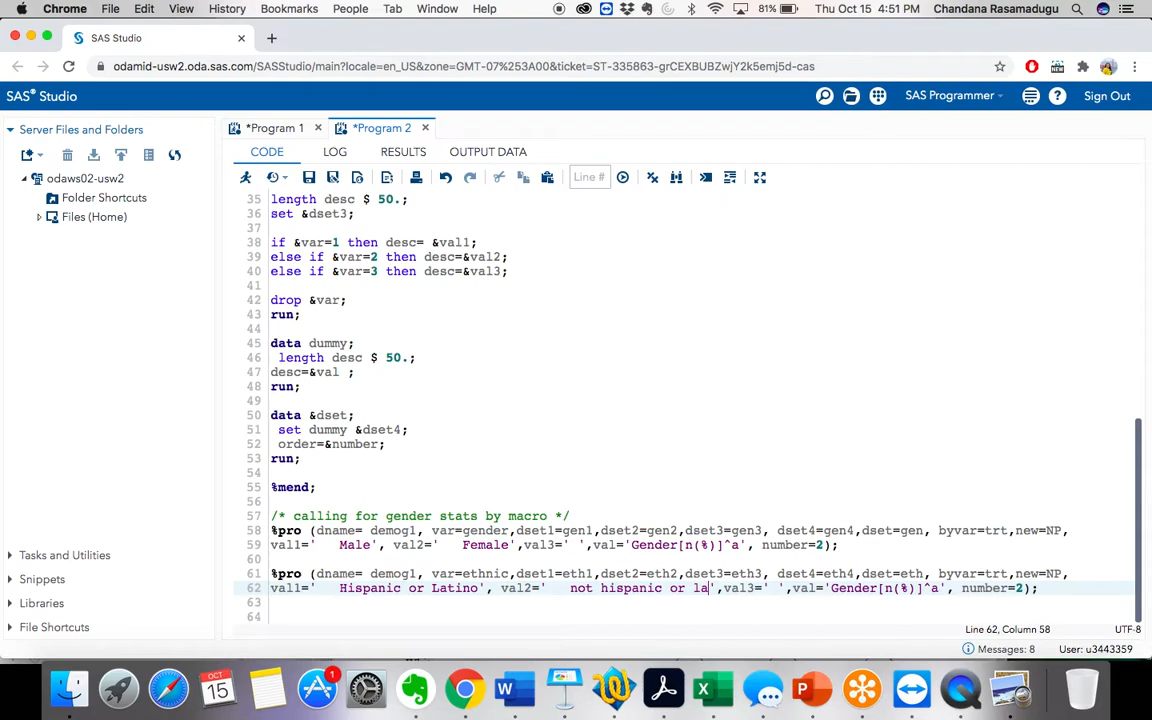 Chrome File Edit View History Bookmarks People Tab Window Help 81% Thu Oct 15 4:51 PM Chandana Rasamadugu
SAS Studio
odamid-usw2.oda.sas.com/SASStudio/main?locale=en_US&zone=GMT-07%253A00&ticket=ST-335863-grCEXBUBZwjY2k5emj5d-cas
SAS® Studio SAS Programmer Sign Out
Server Files and Folders
odaws02-usw2
Folder Shortcuts
Files (Home)
Tasks and Utilities
Snippets
Libraries
File Shortcuts
*Program 1 *Program 2
CODE LOG RESULTS OUTPUT DATA
Line #
35 length desc $ 50.;
36 set &dset3;
37
38 if &var=1 then desc= &val1;
39 else if &var=2 then desc=&val2;
40 else if &var=3 then desc=&val3;
41
42 drop &var;
43 run;
44
45 data dummy;
46 length desc $ 50.;
47 desc=&val ;
48 run;
49
50 data &dset;
51 set dummy &dset4;
52 order=&number;
53 run;
54
55 %mend;
56
57 /* calling for gender stats by macro */
58 %pro (dname= demog1, var=gender,dset1=gen1,dset2=gen2,dset3=gen3, dset4=gen4,dset=gen, byvar=trt,new=NP,
59 val1='   Male', val2='   Female',val3=' ',val='Gender[n(%)]^a', number=2);
60
61 %pro (dname= demog1, var=ethnic,dset1=eth1,dset2=eth2,dset3=eth3, dset4=eth4,dset=eth, byvar=trt,new=NP,
62 val1='   Hispanic or Latino', val2='   not hispanic or la',val3=' ',val='Gender[n(%)]^a', number=2);
63
64
Line 62, Column 58 UTF-8
Messages: 8 User: u3443359
OCT
15
1